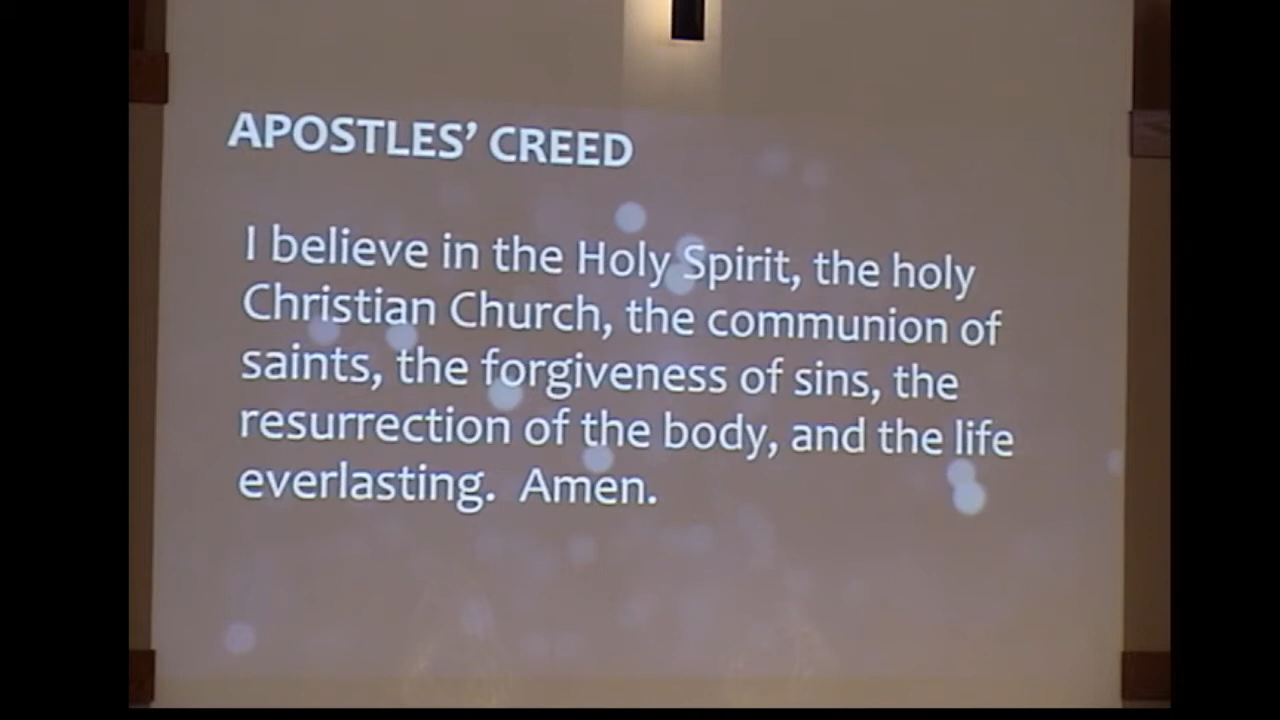 APOSTLES’ CREED
I believe in the Holy Spirit, the holy
Christian Church, the communion of
saints, the forgiveness of sins, the
resurrection of the body, and the life
everlasting.  Amen.